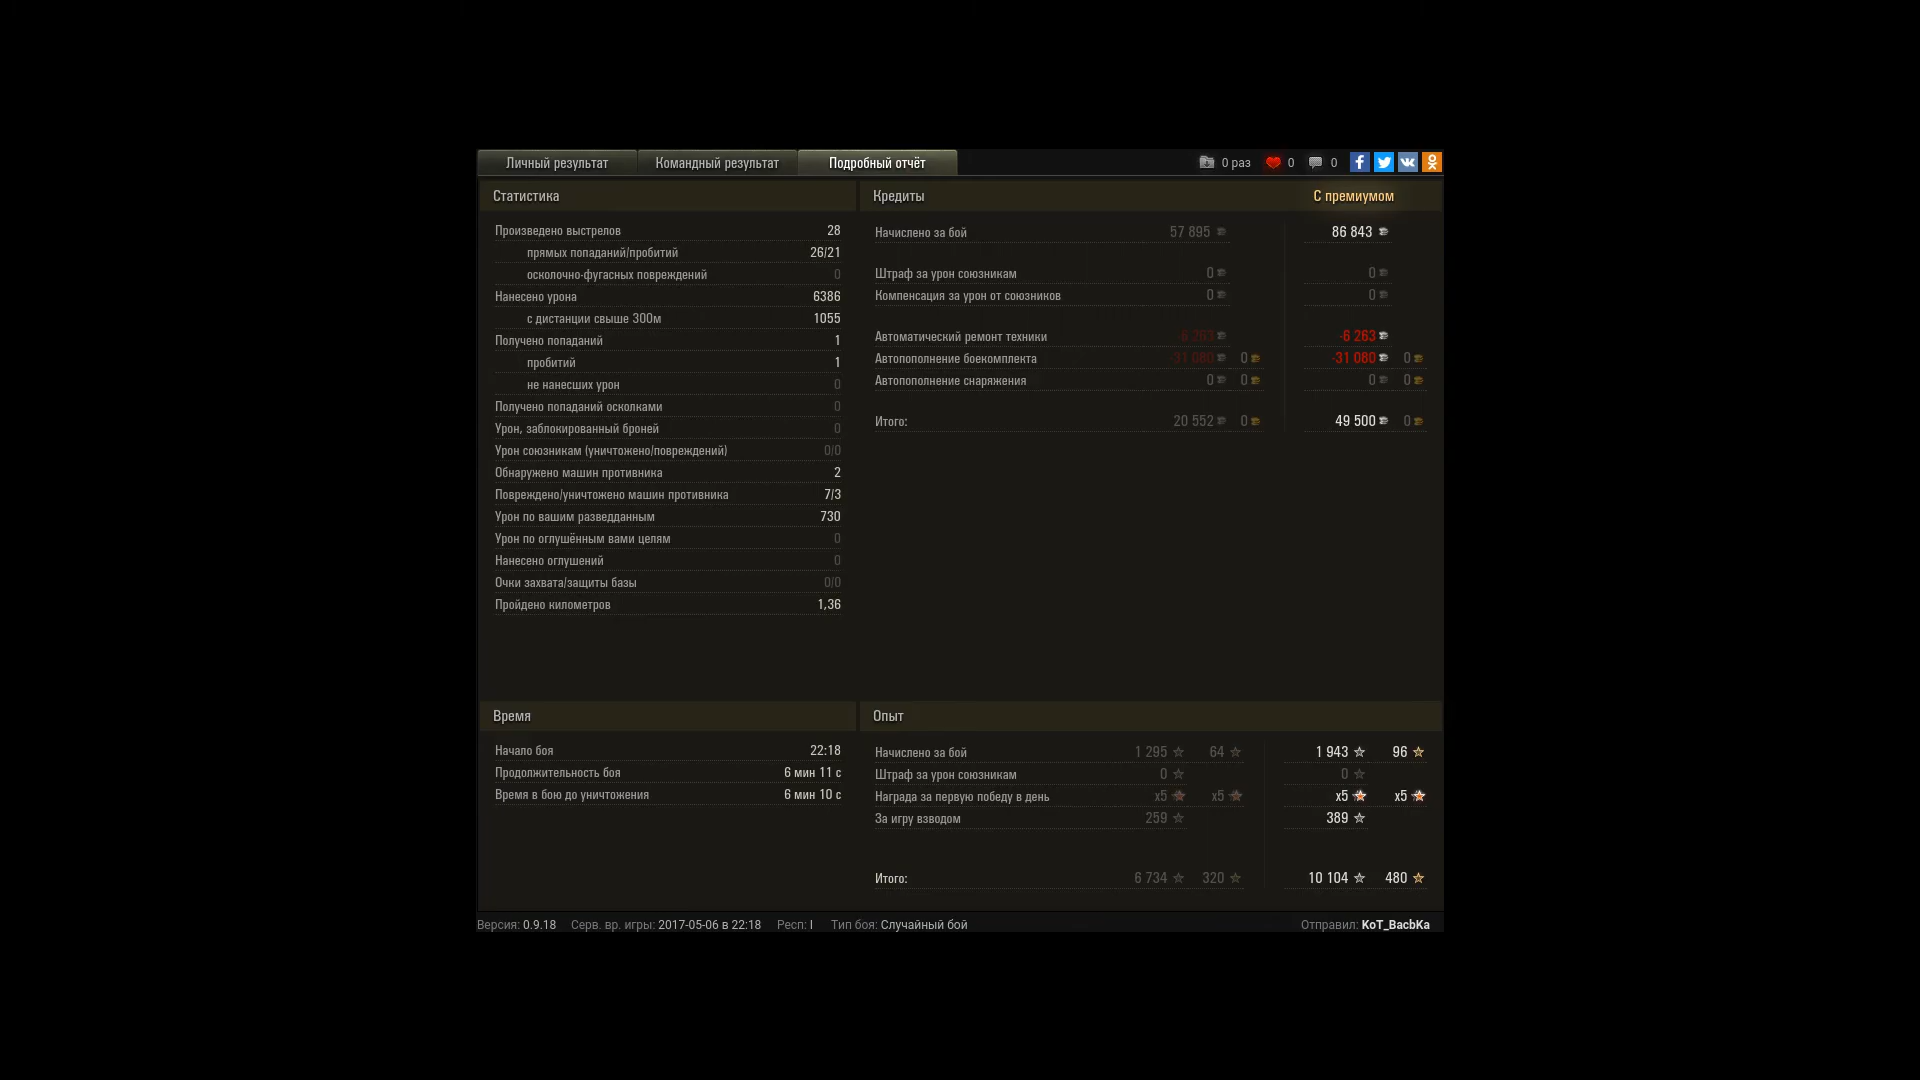 Личный результат Командный результат Подробный отчёт 0 раз 0 0
Статистика
Произведено выстрелов 28
прямых попаданий/пробитий 26/21
осколочно-фугасных повреждений 0
Нанесено урона 6386
с дистанции свыше 300м 1055
Получено попаданий 1
пробитий 1
не нанесших урон 0
Получено попаданий осколками 0
Урон, заблокированный броней 0
Урон союзникам (уничтожено/повреждений) 0/0
Обнаружено машин противника 2
Повреждено/уничтожено машин противника 7/3
Урон по вашим разведданным 730
Урон по оглушённым вами целям 0
Нанесено оглушений 0
Очки захвата/защиты базы 0/0
Пройдено километров 1,36
Кредиты С премиумом
Начислено за бой 57 895 86 843
Штраф за урон союзникам 0 0
Компенсация за урон от союзников 0 0
Автоматический ремонт техники -6 263 -6 263
Автопополнение боекомплекта -31 080 0 -31 080 0
Автопополнение снаряжения 0 0 0 0
Итого: 20 552 0 49 500 0
Время
Начало боя 22:18
Продолжительность боя 6 мин 11 с
Время в бою до уничтожения 6 мин 10 с
Опыт
Начислено за бой 1 295 64 1 943 96
Штраф за урон союзникам 0 0
Награда за первую победу в день x5 x5 x5 x5
За игру взводом 259 389
Итого: 6 734 320 10 104 480
Версия: 0.9.18 Серв. вр. игры: 2017-05-06 в 22:18 Респ: I Тип боя: Случайный бой Отправил: KoT_BacbKa